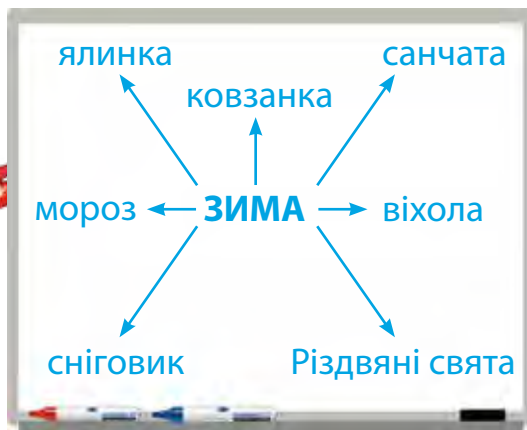 ялинка
санчата
ковзанка
мороз
ЗИМА
віхола
сніговик
Різдвяні свята